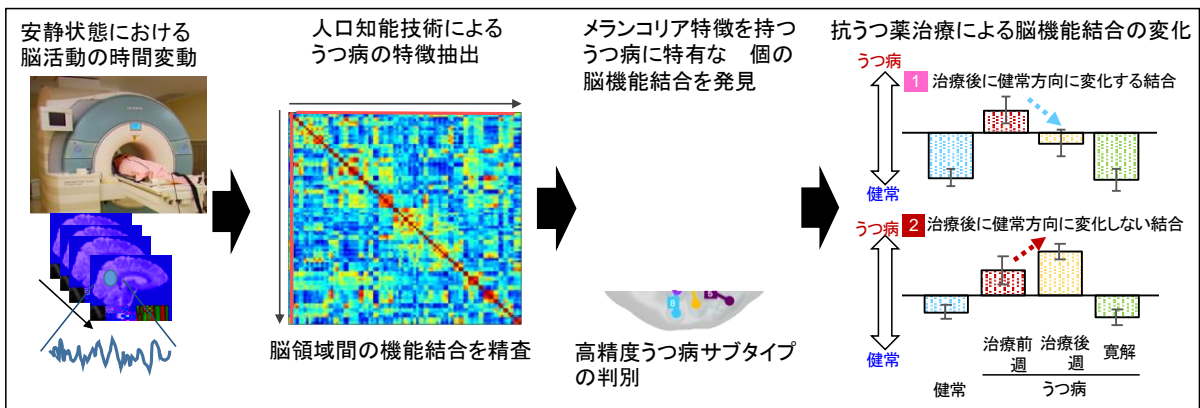 安静状態における
脳活動の時間変動
人口知能技術による
うつ病の特徴抽出
脳領域間の機能結合を精査
メランコリア特徴を持つ
うつ病に特有な　個の
脳機能結合を発見
8
5
高精度うつ病サブタイプ
の判別
抗うつ薬治療による脳機能結合の変化
うつ病
1 治療後に健常方向に変化する結合
健常
うつ病
2 治療後に健常方向に変化しない結合
健常
治療前
週
治療後
週
寛解
健常
うつ病